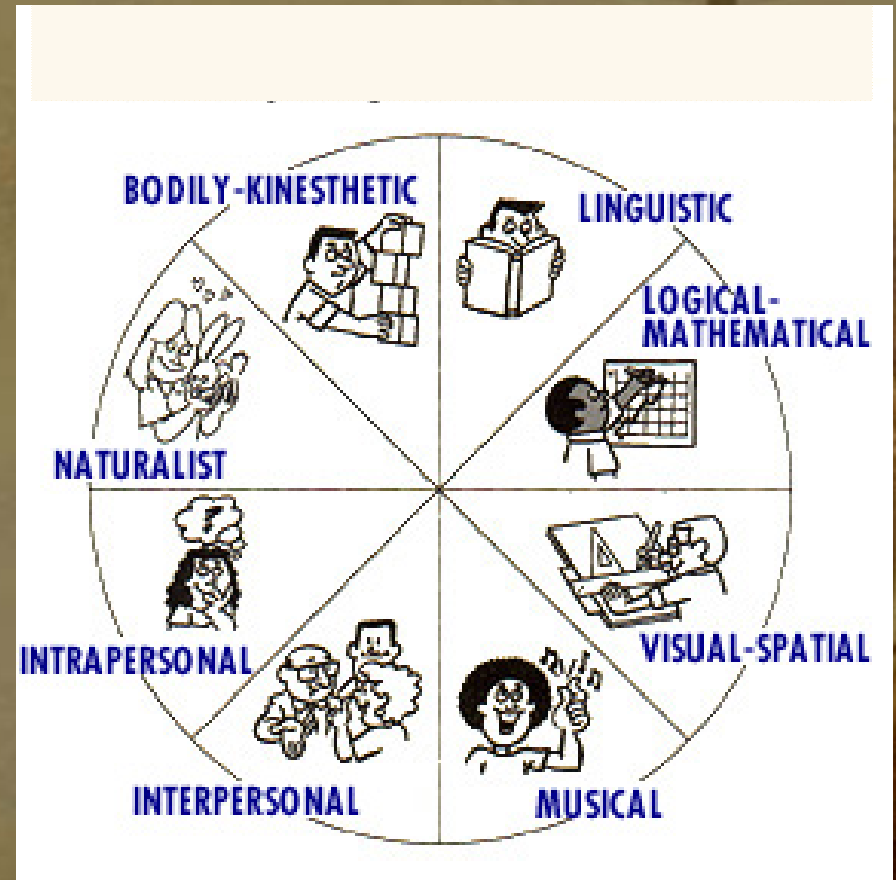 BODILY-KINESTHETIC
LINGUISTIC
LOGICAL-
MATHEMATICAL
NATURALIST
?
INTRAPERSONAL
VISUAL-SPATIAL
INTERPERSONAL
MUSICAL